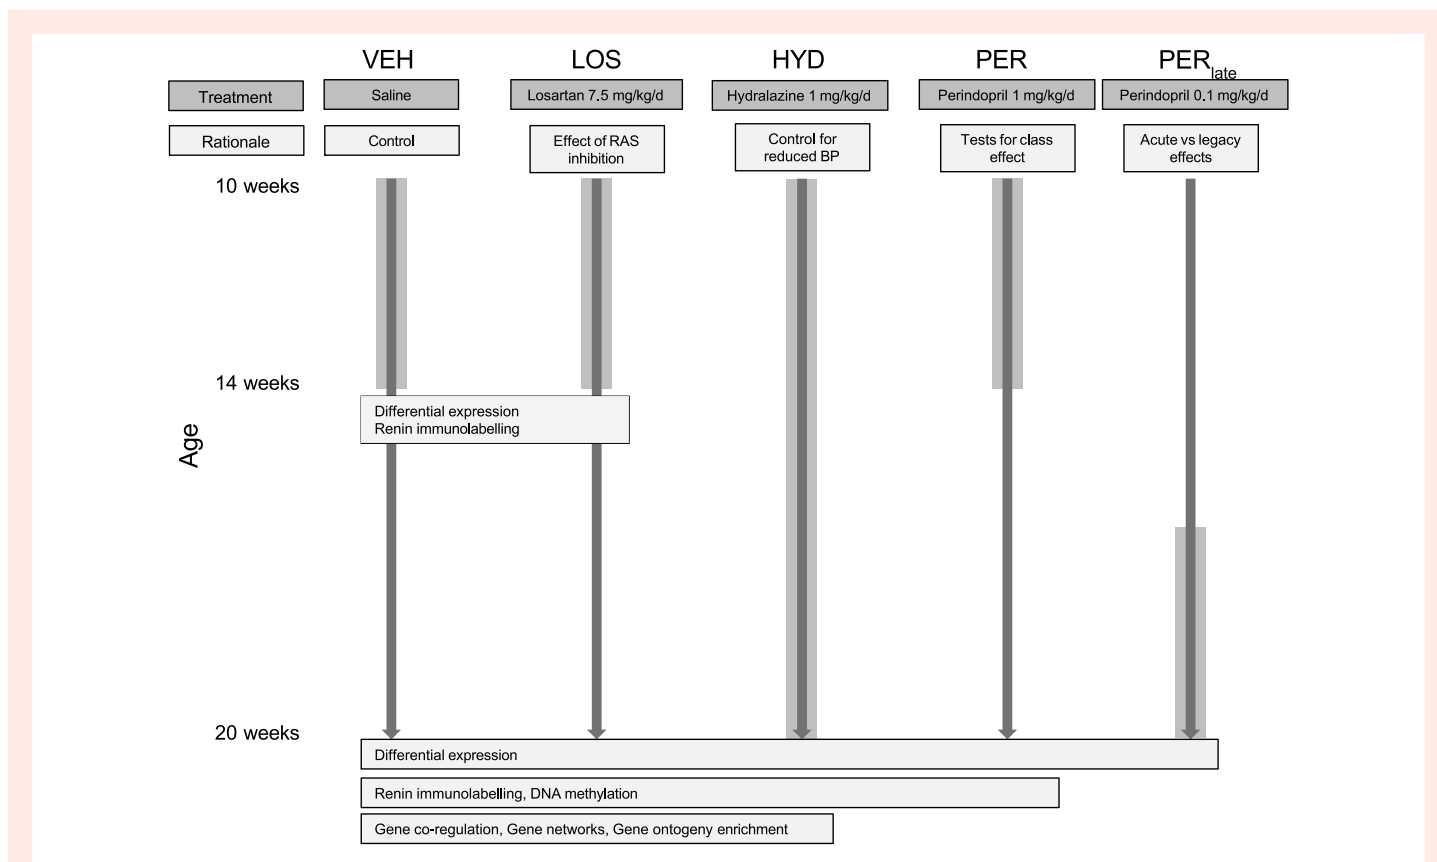 VEH LOS HYD PER PERlate
Treatment Saline Losartan 7.5 mg/kg/d Hydralazine 1 mg/kg/d Perindopril 1 mg/kg/d Perindopril 0.1 mg/kg/d
Rationale Control
Effect of RAS
inhibition
Control for
reduced BP
Tests for class
effect
Acute vs legacy
effects
10 weeks
14 weeks
Differential expression
Renin immunolabelling
Age
20 weeks
Differential expression
Renin immunolabelling, DNA methylation
Gene co-regulation, Gene networks, Gene ontogeny enrichment